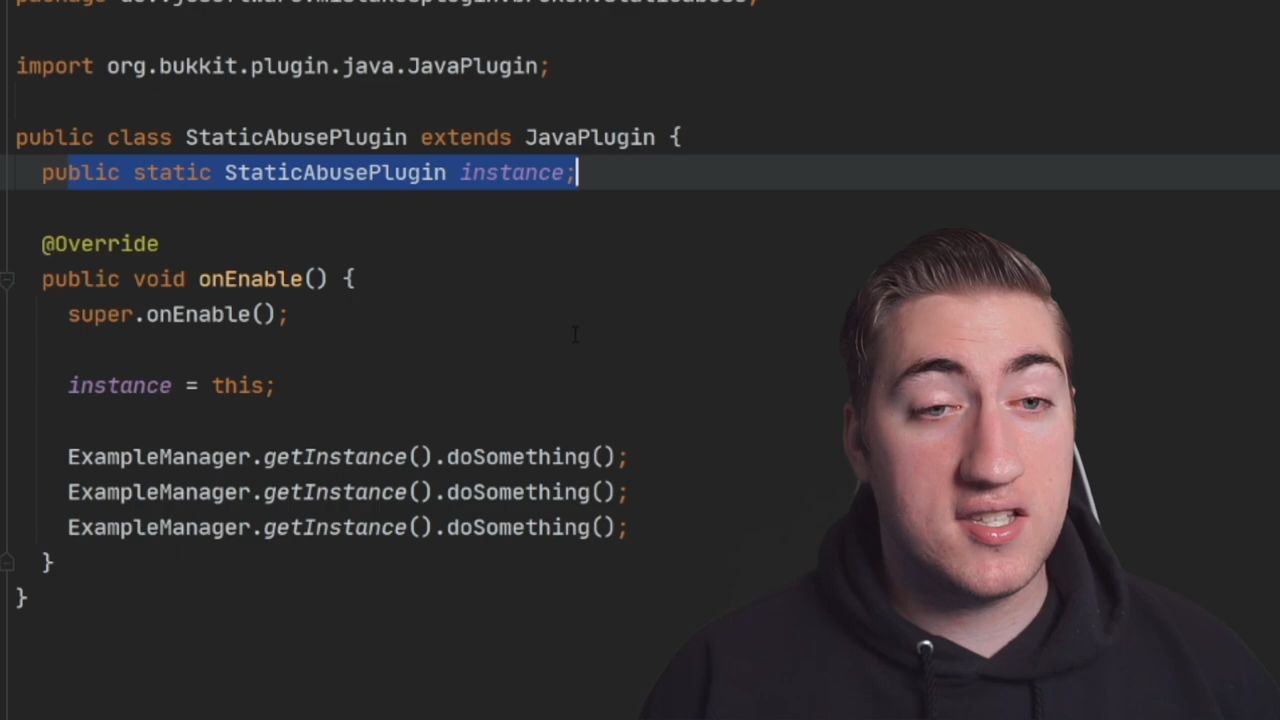 import org.bukkit.plugin.java.JavaPlugin;
public class StaticAbusePlugin extends JavaPlugin {
public static StaticAbusePlugin instance;
@Override
public void onEnable() {
super.onEnable();
instance = this;
ExampleManager.getInstance().doSomething();
ExampleManager.getInstance().doSomething();
ExampleManager.getInstance().doSomething();
}
}